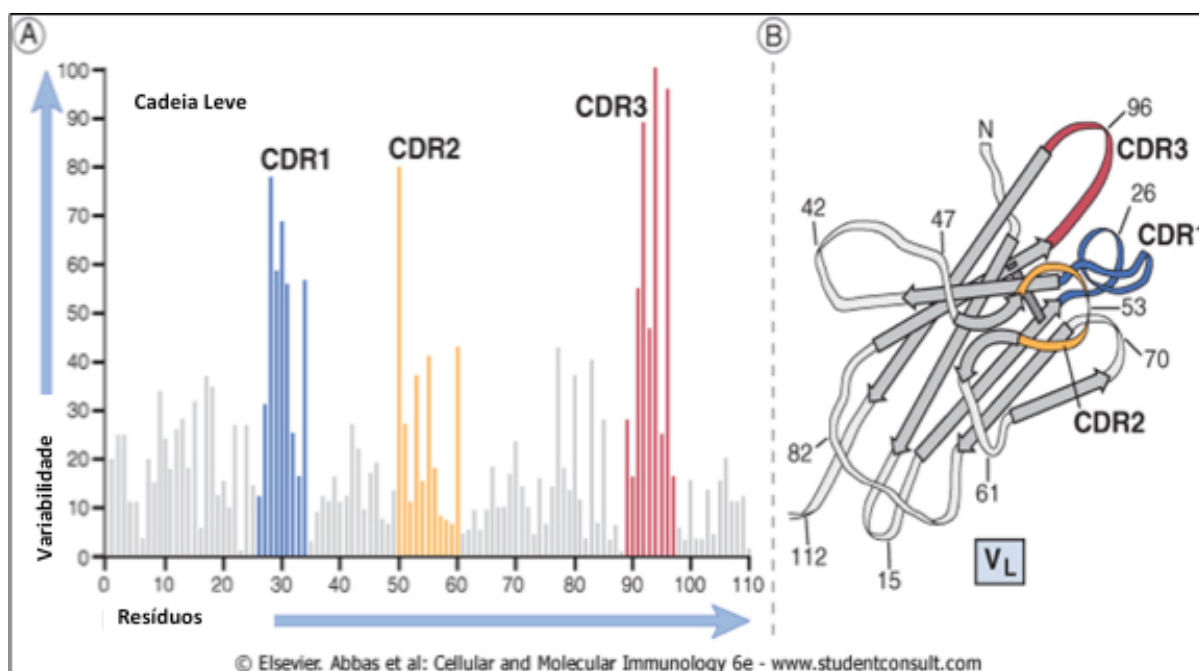 A
Cadeia Leve
CDR1
CDR2
CDR3
100
90
80
70
60
50
40
30
20
10
0
Variabilidade
0 10 20 30 40 50 60 70 80 90 100 110
Resíduos
B
N
96
CDR3
26
CDR1
42
47
53
70
CDR2
82
61
112
15
VL
© Elsevier. Abbas et al: Cellular and Molecular Immunology 6e - www.studentconsult.com